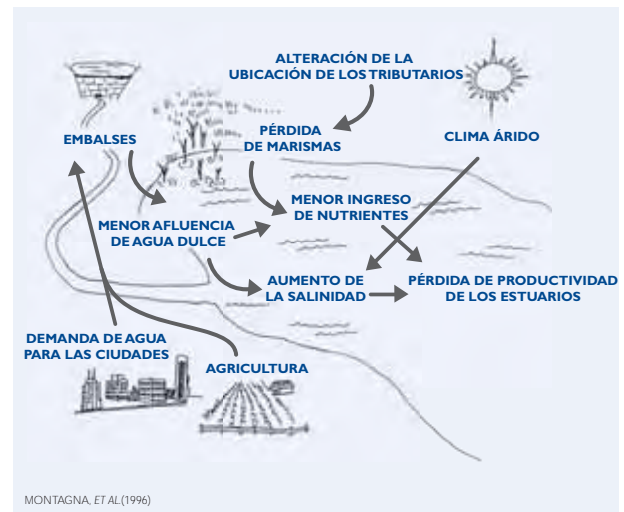 ALTERACIÓN DE LA
UBICACIÓN DE LOS TRIBUTARIOS
EMBALSES
PÉRDIDA
DE MARISMAS
CLIMA ÁRIDO
MENOR INGRESO
DE NUTRIENTES
MENOR AFLUENCIA
DE AGUA DULCE
AUMENTO DE
LA SALINIDAD
PÉRDIDA DE PRODUCTIVIDAD
DE LOS ESTUARIOS
DEMANDA DE AGUA
PARA LAS CIUDADES
AGRICULTURA
MONTAGNA, ET AL.(1996)